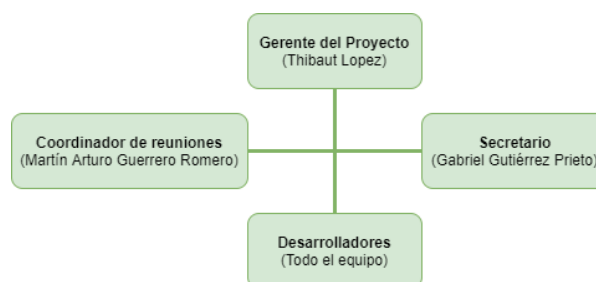 Gerente del Proyecto
(Thibaut Lopez)
Coordinador de reuniones
(Martín Arturo Guerrero Romero)
Secretario
(Gabriel Gutiérrez Prieto)
Desarrolladores
(Todo el equipo)